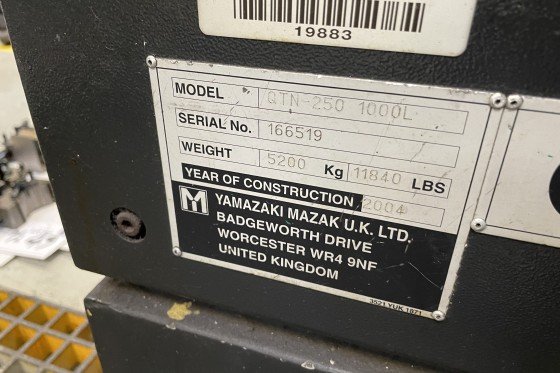 19883
MODEL QTN-250 1000L
SERIAL No. 166519
WEIGHT 5200 Kg 11840 LBS
YEAR OF CONSTRUCTION 2004
M YAMAZAKI MAZAK U.K. LTD
BADGEWORTH DRIVE
WORCESTER WR4 9NF
UNITED KINGDOM